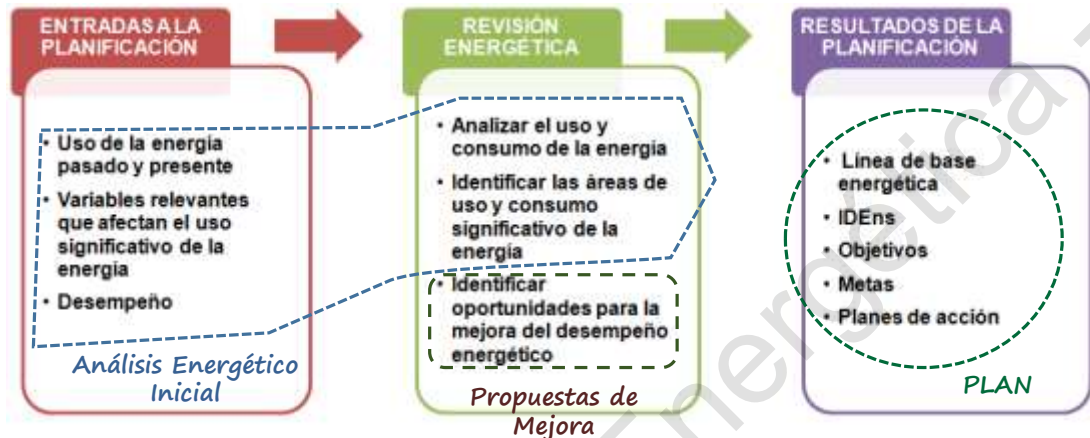 ENTRADAS A LA
PLANIFICACIÓN
• Uso de la energía
pasado y presente
• Variables relevantes
que afectan el uso
significativo de la
energía
• Desempeño
Análisis Energético
Inicial
REVISIÓN
ENERGÉTICA
• Analizar el uso y
consumo de la energía
• Identificar las áreas de
uso y consumo
significativo de la
energía
• Identificar
oportunidades para la
mejora del desempeño
energético
Propuestas de
Mejora
RESULTADOS DE LA
PLANIFICACIÓN
• Línea de base
energética
• IDEns
• Objetivos
• Metas
• Planes de acción
PLAN
Energética